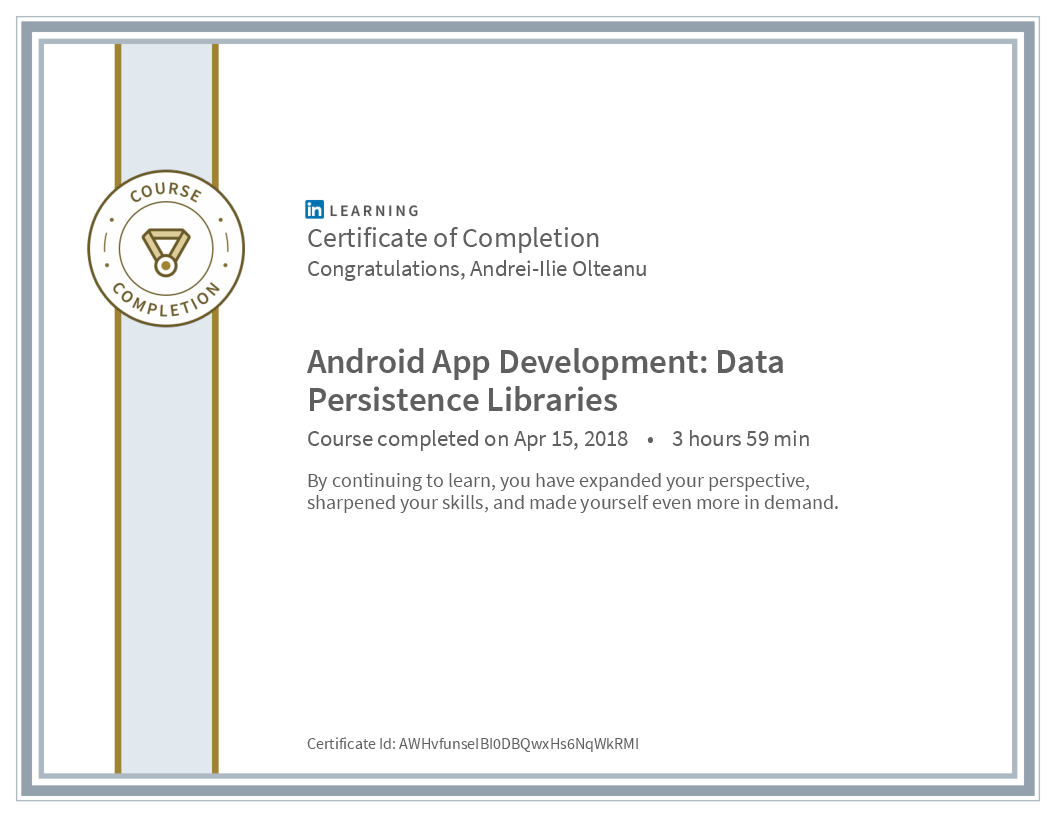 COURSE
COMPLETION
in LEARNING
Certificate of Completion
Congratulations, Andrei-Ilie Olteanu
Android App Development: Data
Persistence Libraries
Course completed on Apr 15, 2018 • 3 hours 59 min
By continuing to learn, you have expanded your perspective,
sharpened your skills, and made yourself even more in demand.
Certificate Id: AWHvfunseIBI0DBQwxHs6NqWkRMI